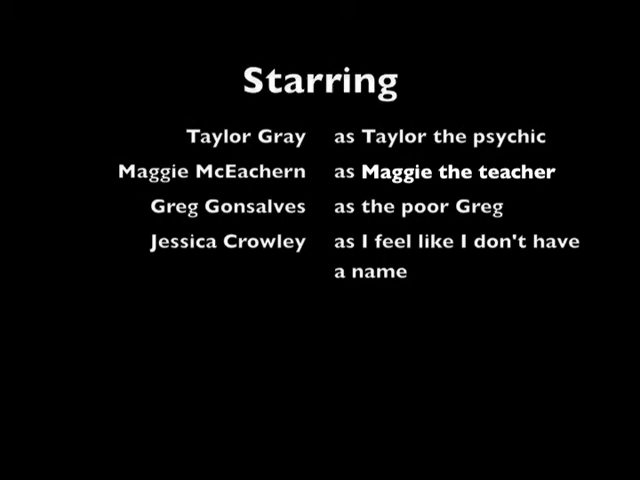 Starring
Taylor Gray as Taylor the psychic
Maggie McEachern as Maggie the teacher
Greg Gonsalves as the poor Greg
Jessica Crowley as I feel like I don't have
a name